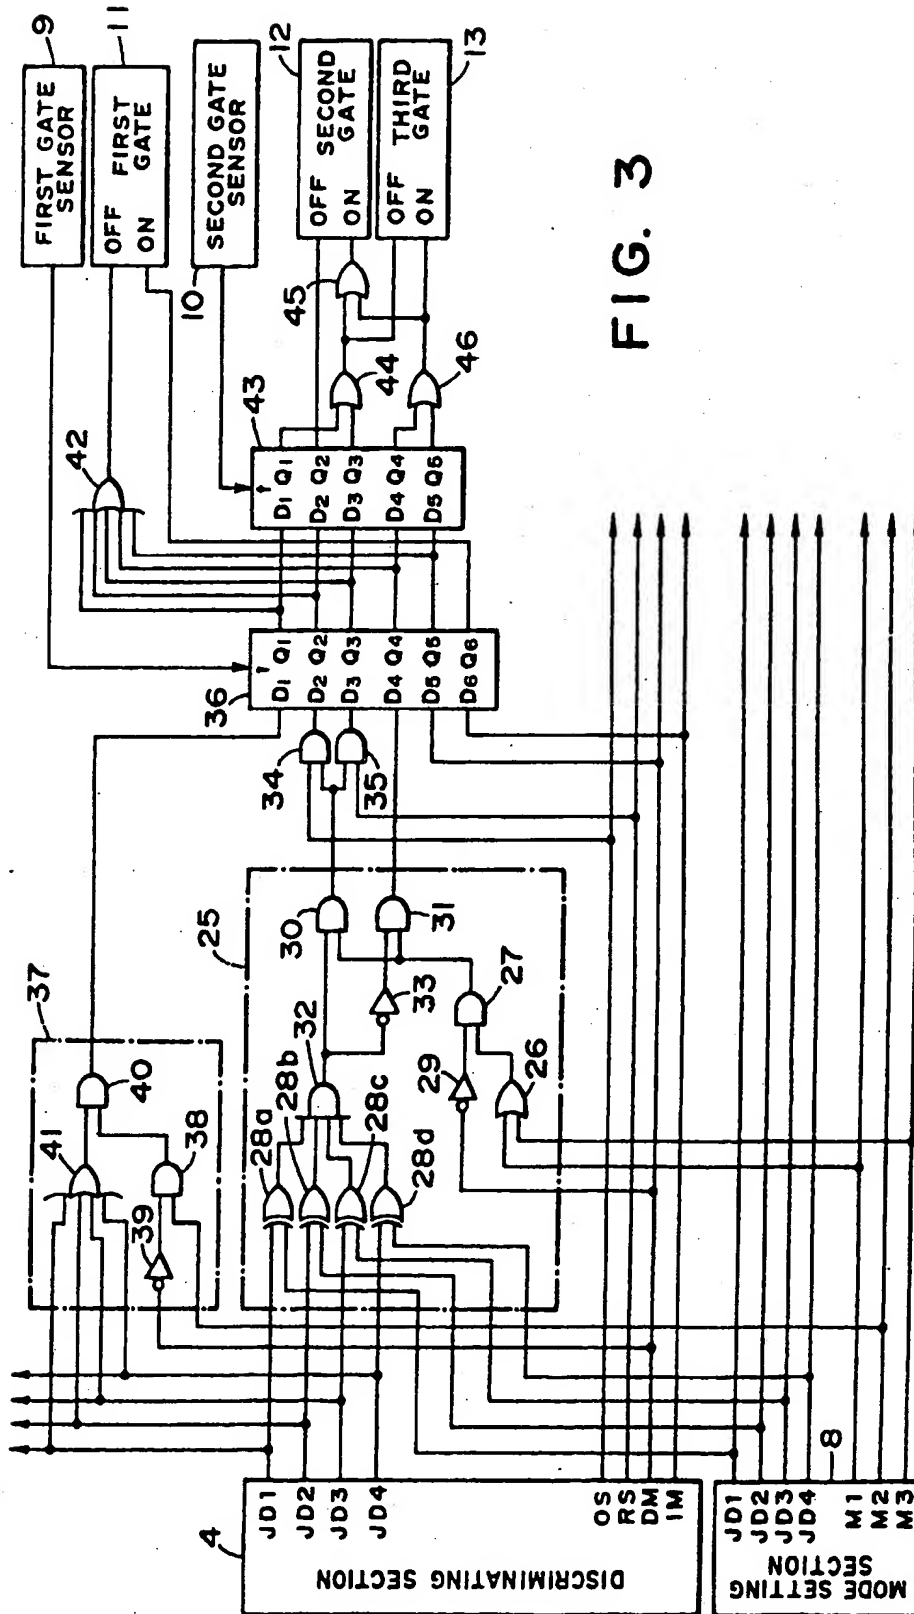 FIRST GATE
SENSOR
9
OFF FIRST
GATE
ON
11
SECOND GATE
SENSOR
10
12
OFF SECOND
GATE
ON
OFF THIRD
GATE
ON
13
45
44
46
43
D1 Q1
D2 Q2
D3 Q3
D4 Q4
D5 Q5
42
36
D1 Q1
D2 Q2
D3 Q3
D4 Q4
D5 Q5
D6 Q6
34
35
37
40
41
38
39
25
30
31
32
33
27
28a
28b
28c
28d
29
26
4
DISCRIMINATING SECTION
JD1
JD2
JD3
JD4
OS
RS
DM
IM
MODE SETTING
SECTION
JD1
JD2
JD3
JD4
8
M1
M2
M3
FIG. 3